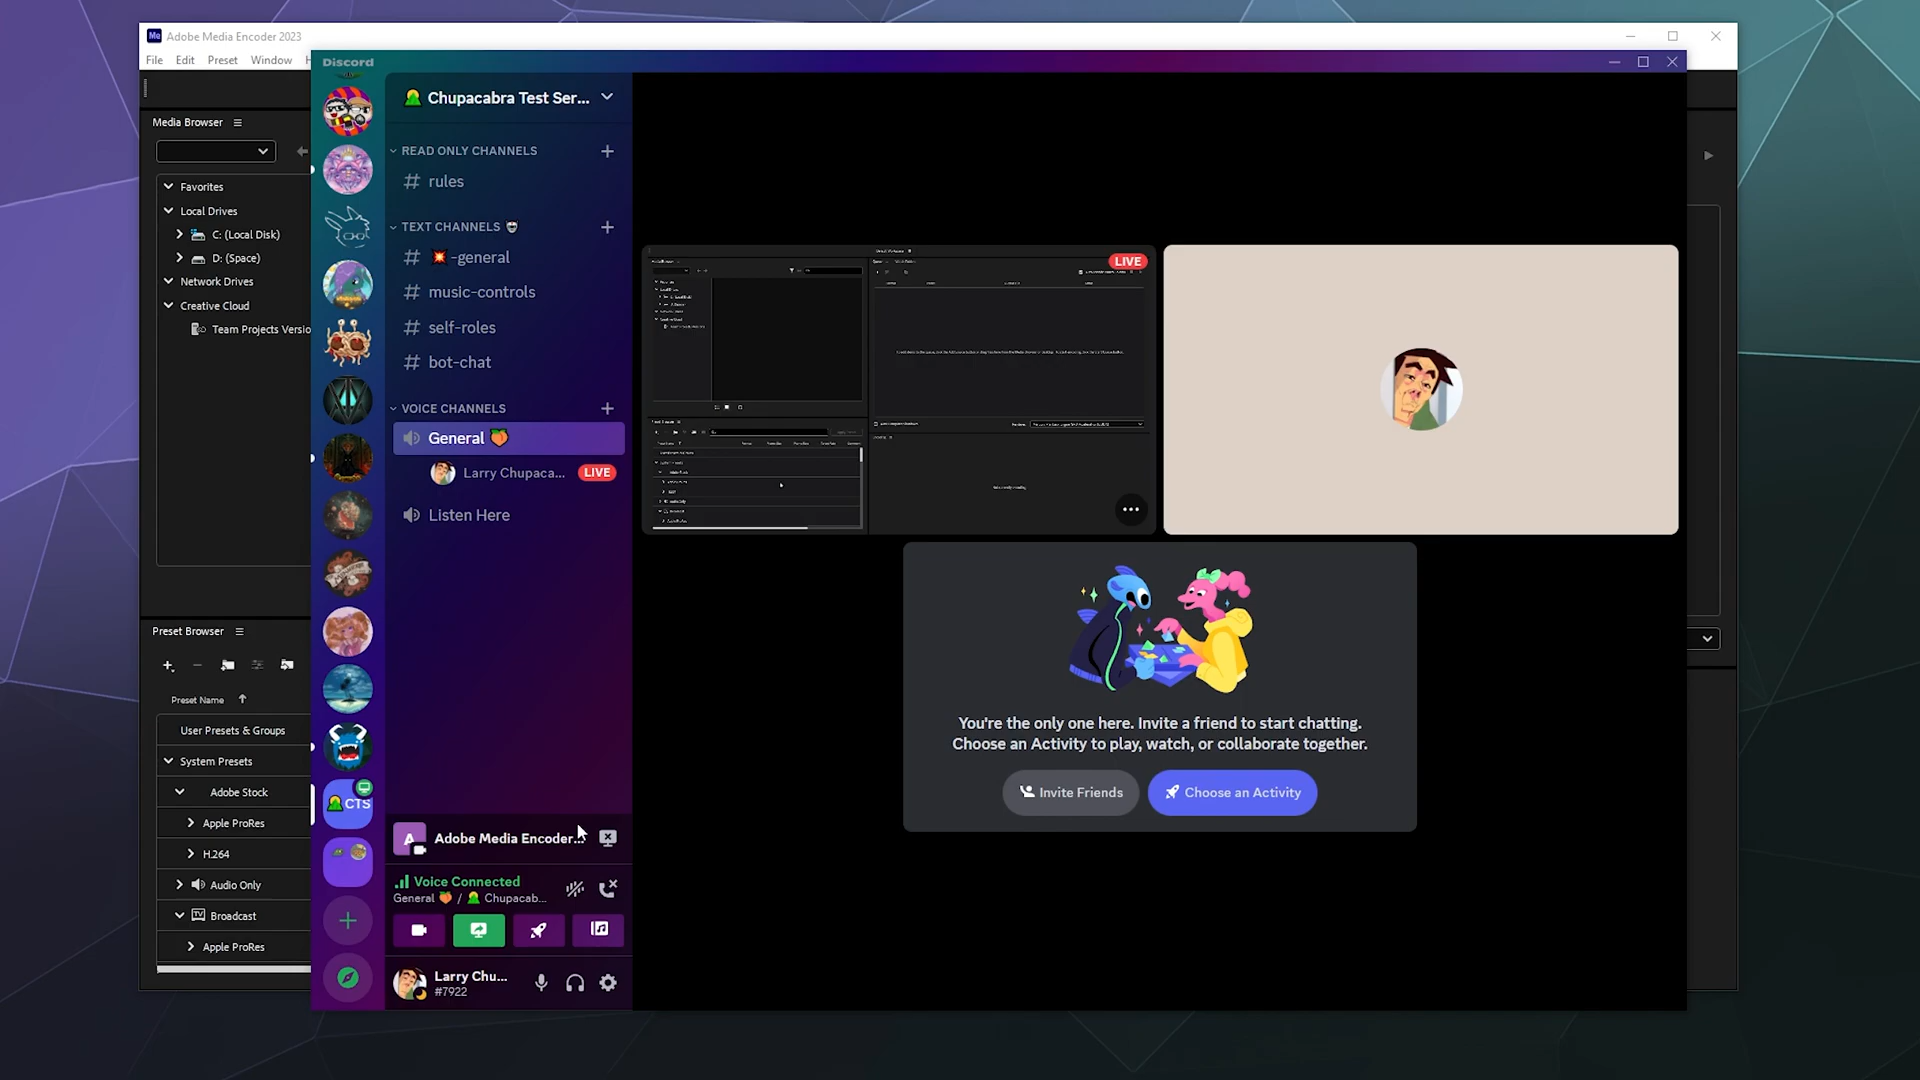 Me Adobe Media Encoder 2023
File Edit Preset Window H
Discord
Media Browser
Favorites
Local Drives
C: (Local Disk)
D: (Space)
Network Drives
Creative Cloud
Team Projects Versio
Preset Browser
Preset Name
User Presets & Groups
System Presets
Adobe Stock
Apple ProRes
H.264
Audio Only
Broadcast
Apple ProRes
CTS
Chupacabra Test Ser...
READ ONLY CHANNELS
# rules
TEXT CHANNELS
# 💥-general
# music-controls
# self-roles
# bot-chat
VOICE CHANNELS
General 🍑
Larry Chupaca... LIVE
Listen Here
A Adobe Media Encoder...
Voice Connected
General 🍑 / Chupacab...
Larry Chu...
#7922
LIVE
You're the only one here. Invite a friend to start chatting.
Choose an Activity to play, watch, or collaborate together.
Invite Friends Choose an Activity